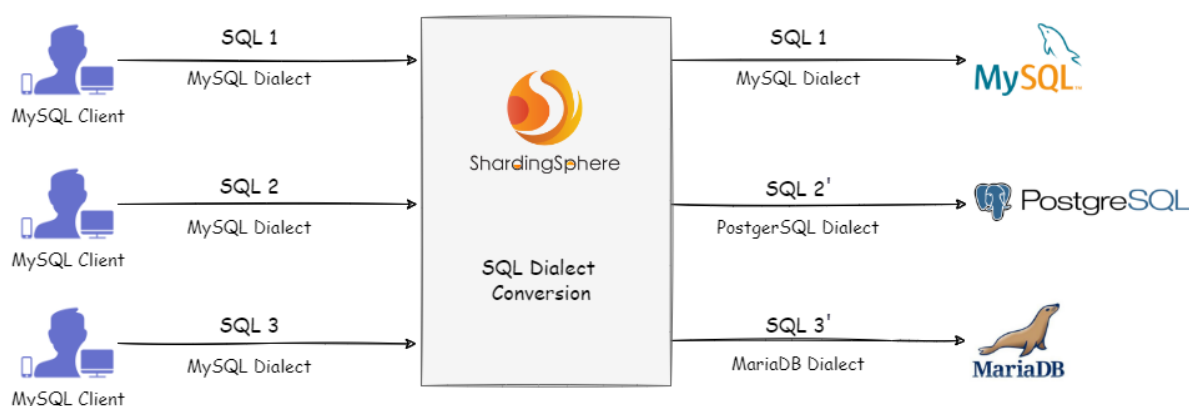 SQL 1
MySQL Dialect
MySQL Client
SQL 2
MySQL Dialect
MySQL Client
SQL 3
MySQL Dialect
MySQL Client
ShardingSphere
SQL Dialect
Conversion
SQL 1
MySQL Dialect
MySQL
SQL 2'
PostgerSQL Dialect
PostgreSQL
SQL 3'
MariaDB Dialect
MariaDB